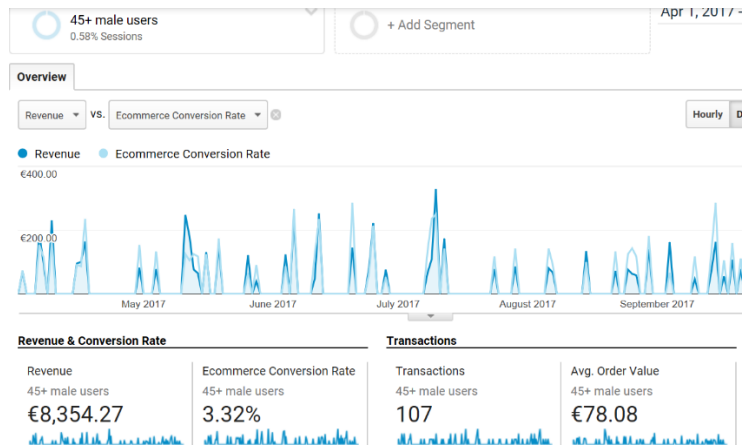 45+ male users
0.58% Sessions
+ Add Segment
Apr 1, 2017 -
Overview
Revenue VS. Ecommerce Conversion Rate
Hourly D
Revenue Ecommerce Conversion Rate
€400.00
€200.00
May 2017 June 2017 July 2017 August 2017 September 2017
Revenue & Conversion Rate Transactions
Revenue Ecommerce Conversion Rate Transactions Avg. Order Value
45+ male users 45+ male users 45+ male users 45+ male users
€8,354.27 3.32% 107 €78.08